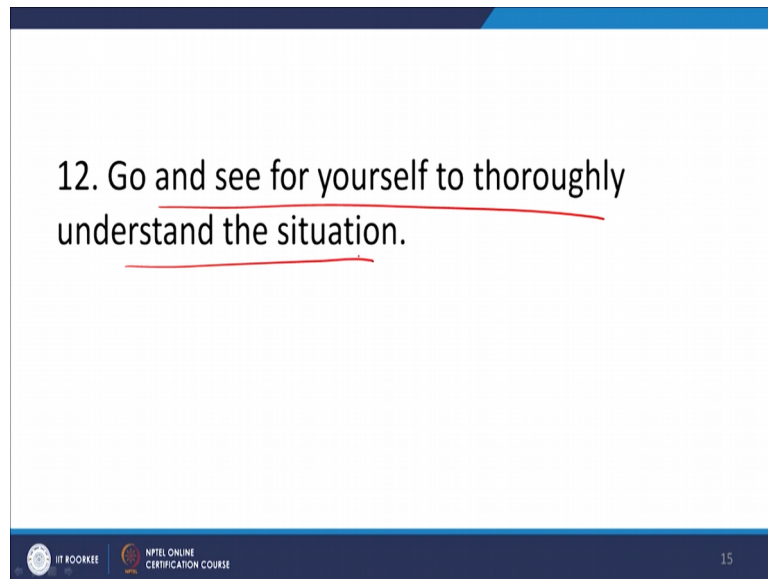 12. Go and see for yourself to thoroughly
understand the situation.
IIT ROORKEE
NPTEL ONLINE
CERTIFICATION COURSE
15